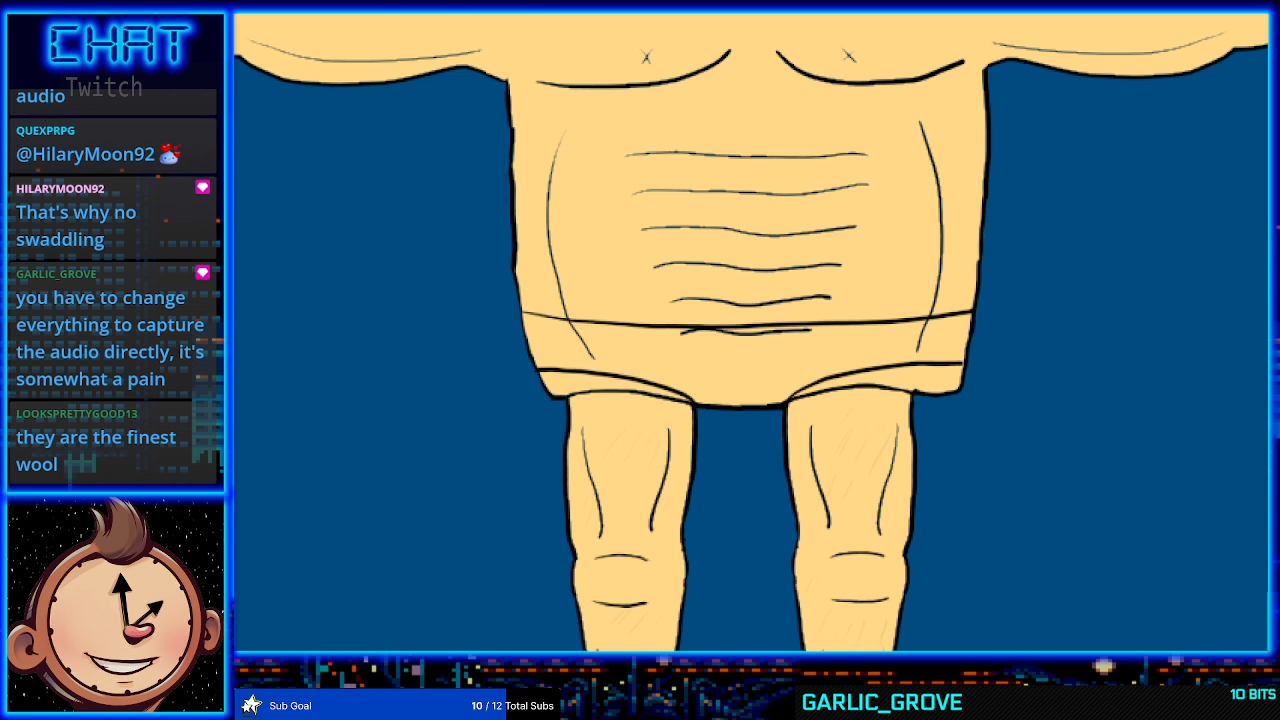 CHAT
Twitch
audio
QUEXPRPG
@HilaryMoon92
HILARYMOON92
That's why no
swaddling
GARLIC_GROVE
you have to change
everything to capture
the audio directly, it's
somewhat a pain
LOOKSPRETTYGOOD13
they are the finest
wool
Sub Goal
10 / 12 Total Subs
GARLIC_GROVE
10 BITS